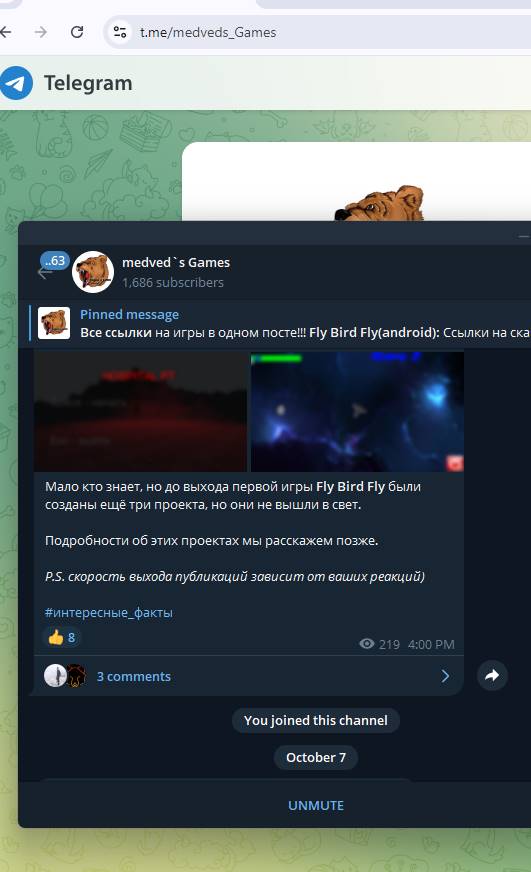 t.me/medveds_Games
Telegram
..63
medved`s Games
1,686 subscribers
Pinned message
Все ссылки на игры в одном посте!!! Fly Bird Fly(android): Ссылки на ска
Мало кто знает, но до выхода первой игры Fly Bird Fly были
созданы ещё три проекта, но они не вышли в свет.
Подробности об этих проектах мы расскажем позже.
P.S. скорость выхода публикаций зависит от ваших реакций)
#интересные_факты
8
219 4:00 PM
3 comments
You joined this channel
October 7
UNMUTE